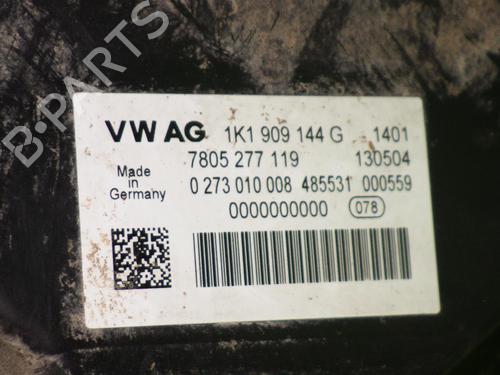 B-PARTS
VW AG 1K1 909 144 G 1401
7805 277 119 130504
Made in Germany
0 273 010 008 485531 000559
0000000000 078